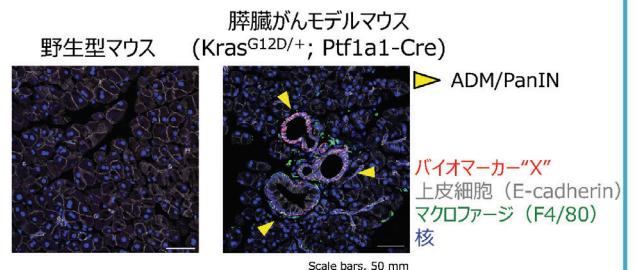 野生型マウス
膵臓がんモデルマウス
(KrasG12D/+; Ptf1a1-Cre)
ADM/PanIN
バイオマーカー“X”
上皮細胞（E-cadherin）
マクロファージ（F4/80）
核
Scale bars, 50 mm